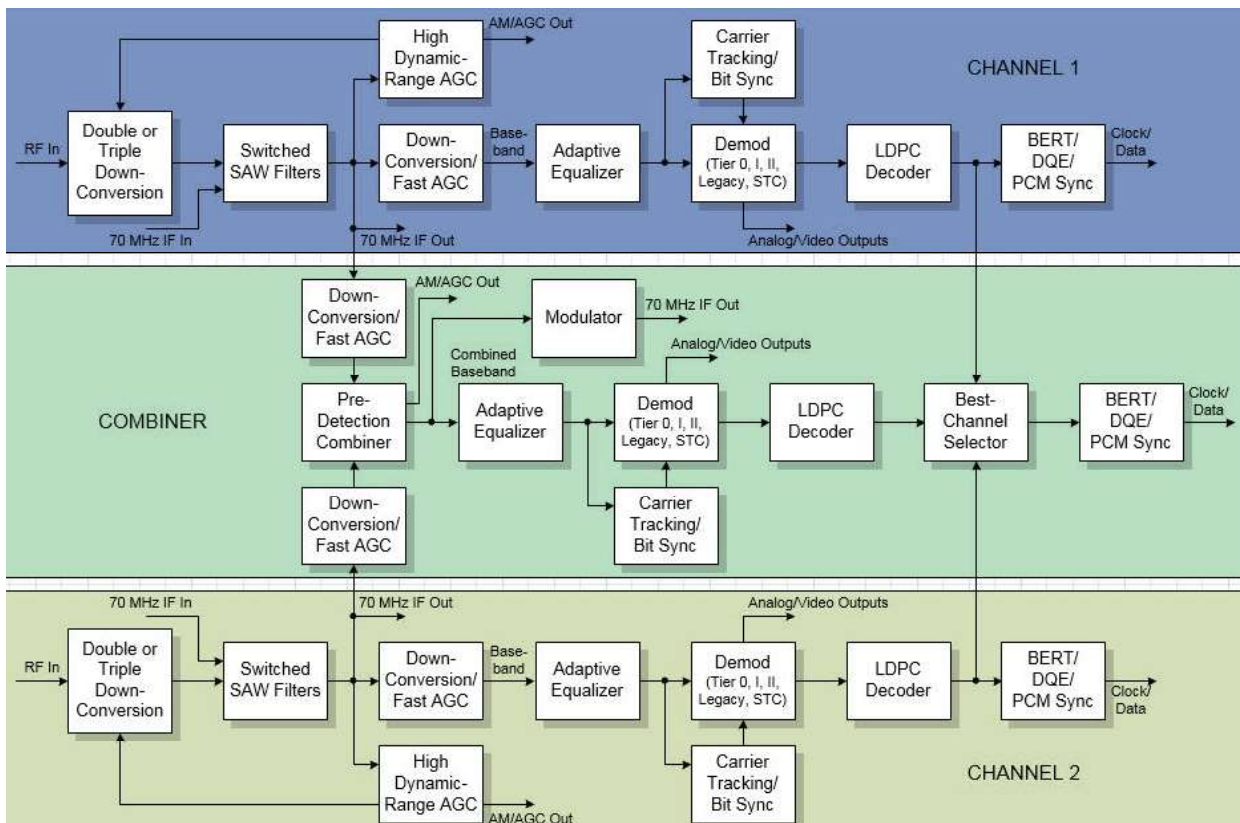 AM/AGC Out
High
Dynamic-
Range AGC
Carrier
Tracking/
Bit Sync
CHANNEL 1
RF In
Double or
Triple
Down-
Conversion
Switched
SAW Filters
Down-
Conversion/
Fast AGC
Base-
band
Adaptive
Equalizer
Demod
(Tier 0, I, II,
Legacy, STC)
LDPC
Decoder
BERT/
DQE/
PCM Sync
Clock/
Data
70 MHz IF In
70 MHz IF Out
Analog/Video Outputs
Down-
Conversion/
Fast AGC
AM/AGC Out
Modulator
70 MHz IF Out
Analog/Video Outputs
COMBINER
Pre-
Detection
Combiner
Combined
Baseband
Adaptive
Equalizer
Demod
(Tier 0, I, II,
Legacy, STC)
LDPC
Decoder
Best-
Channel
Selector
BERT/
DQE/
PCM Sync
Clock/
Data
Down-
Conversion/
Fast AGC
Carrier
Tracking/
Bit Sync
70 MHz IF In
70 MHz IF Out
Analog/Video Outputs
RF In
Double or
Triple
Down-
Conversion
Switched
SAW Filters
Down-
Conversion/
Fast AGC
Base-
band
Adaptive
Equalizer
Demod
(Tier 0, I, II,
Legacy, STC)
LDPC
Decoder
BERT/
DQE/
PCM Sync
Clock/
Data
High
Dynamic-
Range AGC
AM/AGC Out
Carrier
Tracking/
Bit Sync
CHANNEL 2